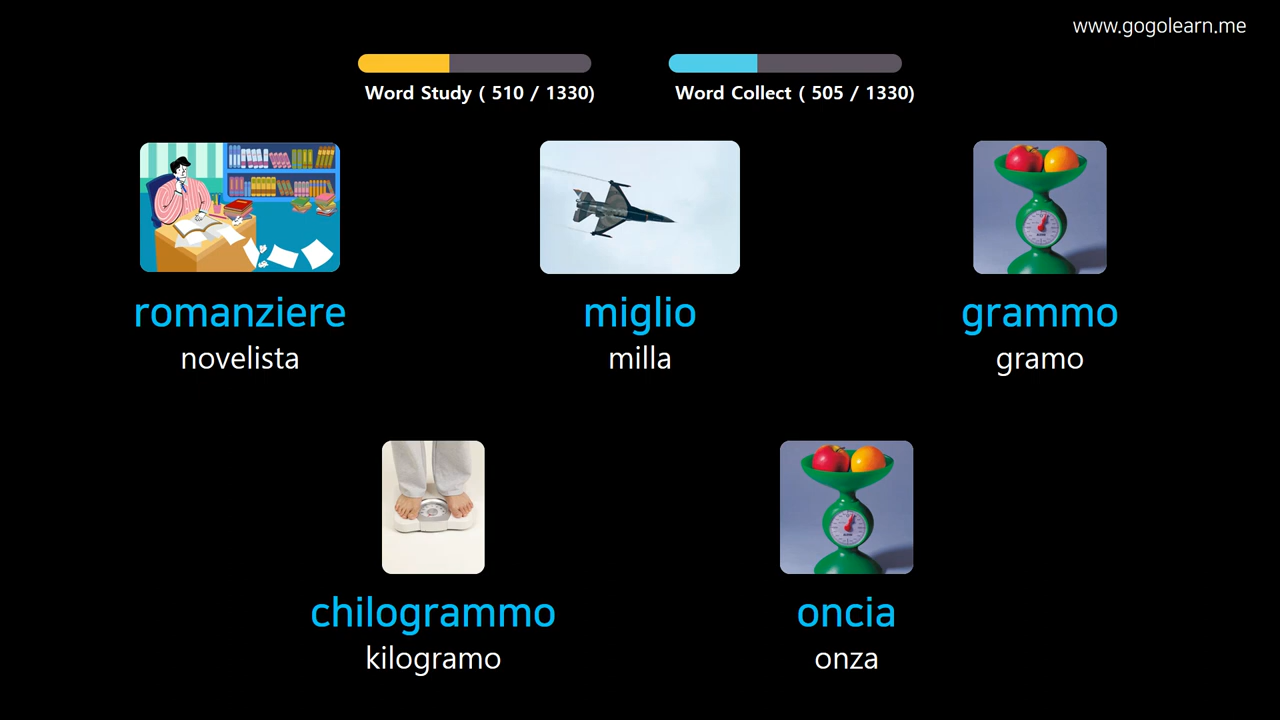 www.gogolearn.me
Word Study ( 510 / 1330)
Word Collect ( 505 / 1330)
romanziere
novelista
miglio
milla
grammo
gramo
chilogrammo
kilogramo
oncia
onza